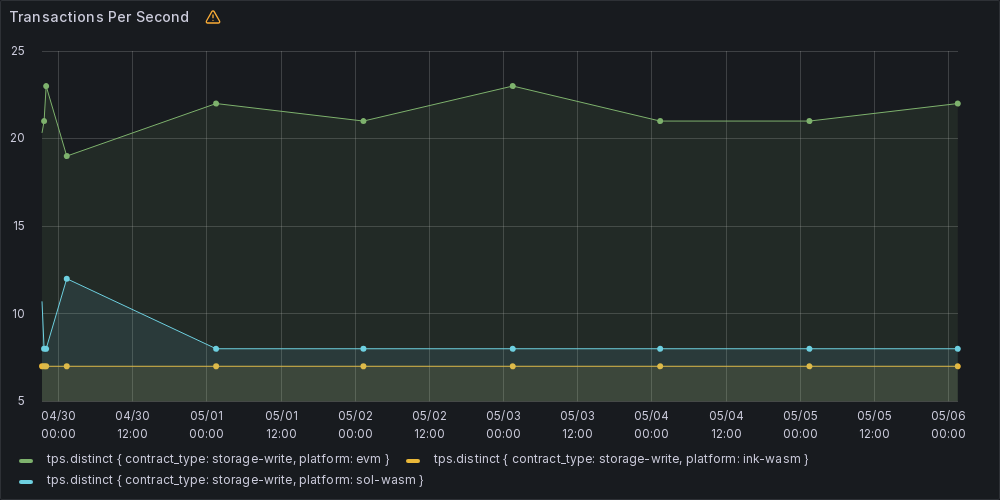 Transactions Per Second
25
20
15
10
5
04/30 04/30 05/01 05/01 05/02 05/02 05/03 05/03 05/04 05/04 05/05 05/05 05/06
00:00 12:00 00:00 12:00 00:00 12:00 00:00 12:00 00:00 12:00 00:00 12:00 00:00
tps.distinct { contract_type: storage-write, platform: evm } tps.distinct { contract_type: storage-write, platform: ink-wasm }
tps.distinct { contract_type: storage-write, platform: sol-wasm }